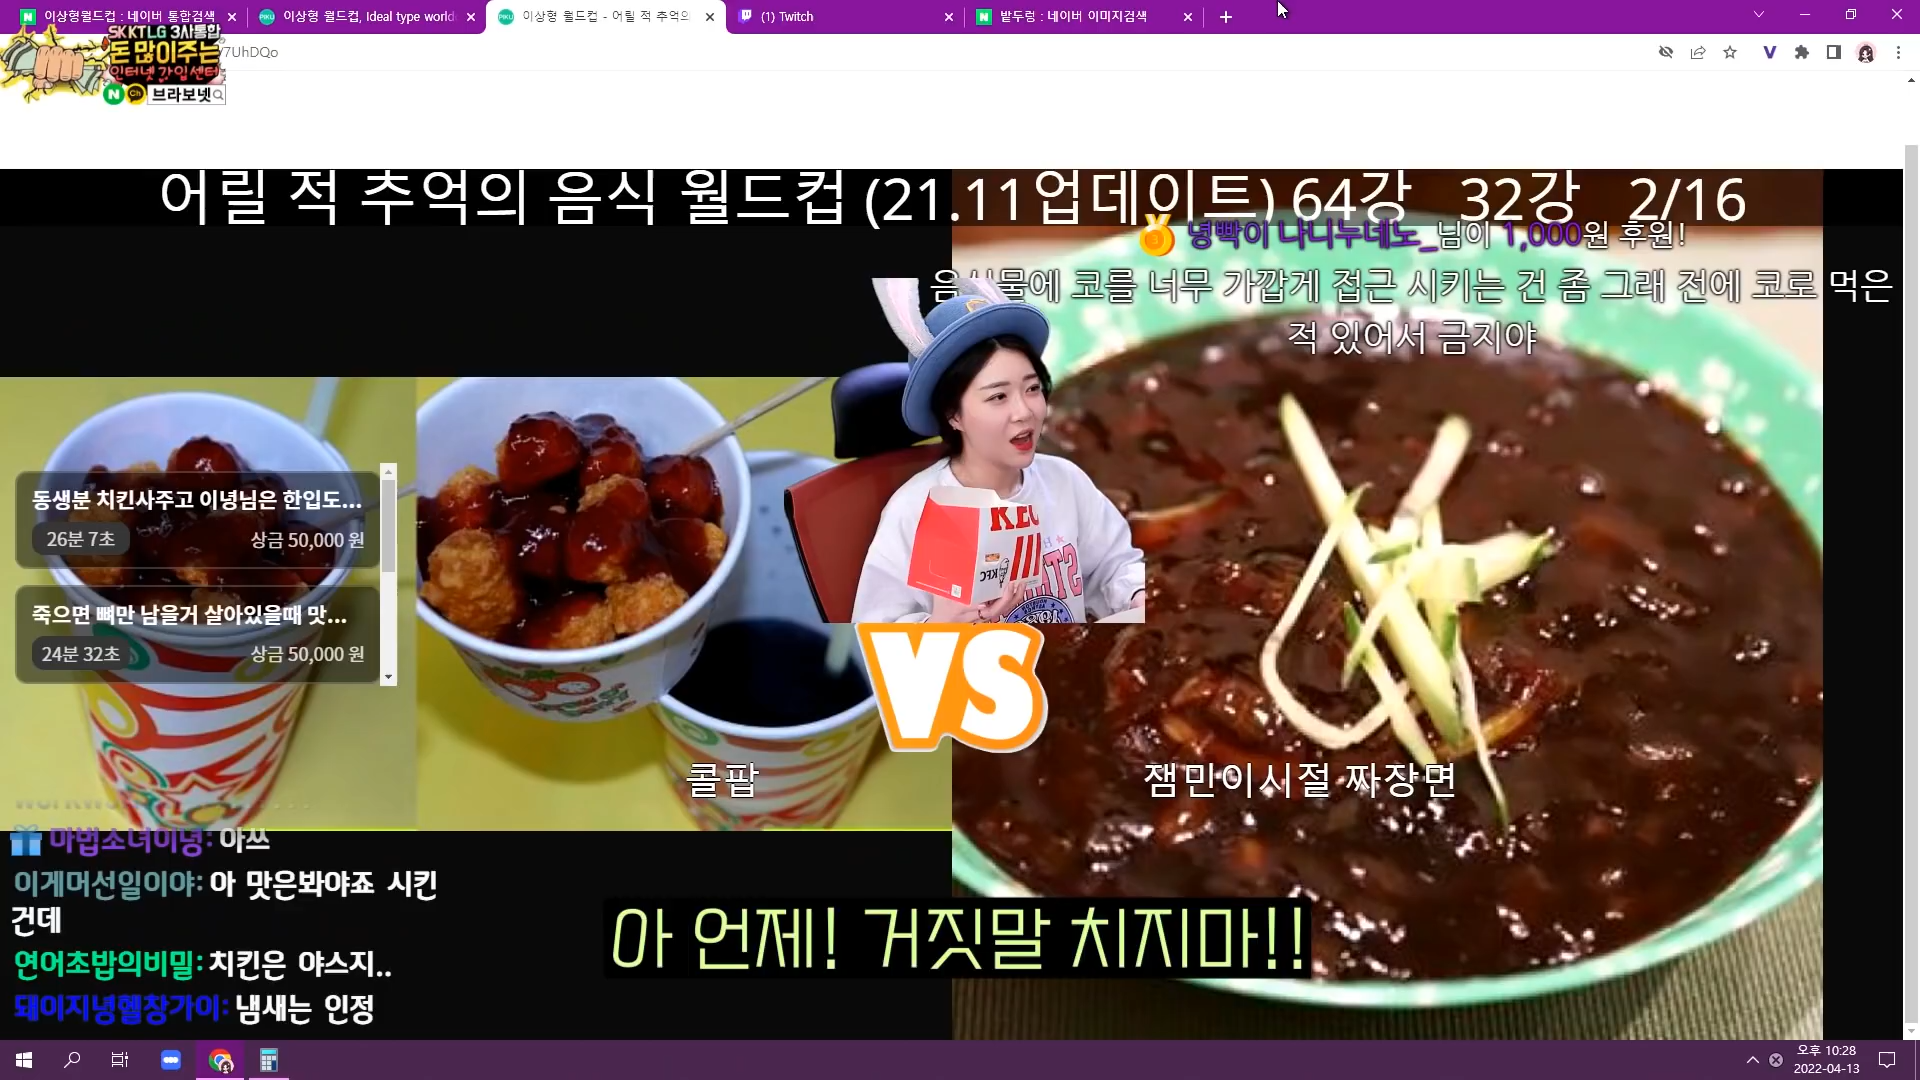 이상형월드컵 : 네이버 통합검색
이상형 월드컵, Ideal type world
이상형 월드컵 - 어릴 적 추억의
(1) Twitch
밭두렁 : 네이버 이미지검색
SK KT LG 3사통합
돈 많이주는
인터넷 가입센터
브라보넷
7UhDQo
어릴 적 추억의 음식 월드컵 (21.11업데이트) 64강 32강 2/16
녕빡이 나니누네노_님이 1,000원 후원!
음식물에 코를 너무 가깝게 접근 시키는 건 좀 그래 전에 코로 먹은
적 있어서 금지야
동생분 치킨사주고 이녕님은 한입도...
26분 7초
상금 50,000 원
죽으면 뼈만 남을거 살아있을때 맛...
24분 32초
상금 50,000 원
KFC
VS
콜팝
잼민이시절 짜장면
마법소녀이녕: 아쓰
이게머선일이야: 아 맛은봐야죠 시킨
건데
연어초밥의비밀: 치킨은 야스지..
돼이지녕헬창가이: 냄새는 인정
아 언제! 거짓말 치지마!!
오후 10:28
2022-04-13